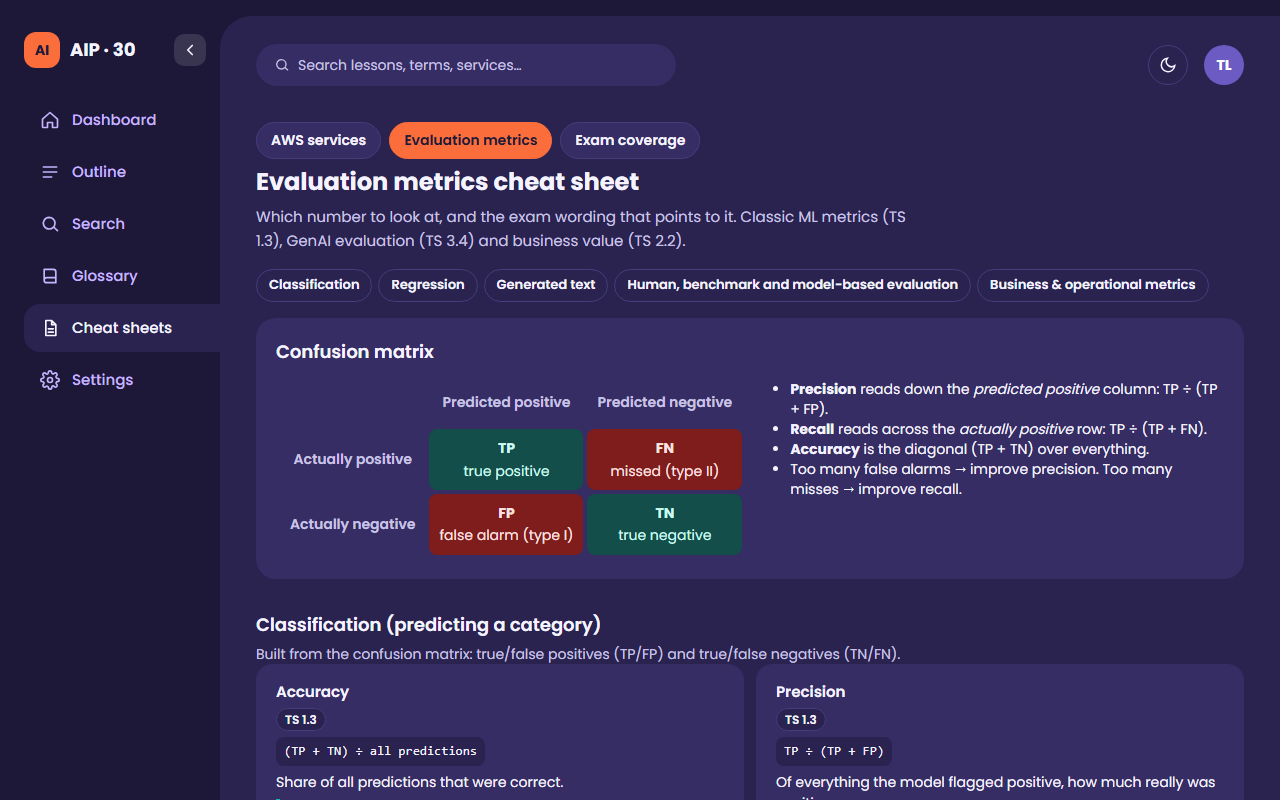 AI AIP · 30
Search lessons, terms, services...
TL
Dashboard
Outline
Search
Glossary
Cheat sheets
Settings
AWS services
Evaluation metrics
Exam coverage
Evaluation metrics cheat sheet
Which number to look at, and the exam wording that points to it. Classic ML metrics (TS
1.3), GenAI evaluation (TS 3.4) and business value (TS 2.2).
Classification
Regression
Generated text
Human, benchmark and model-based evaluation
Business & operational metrics
Confusion matrix
Predicted positive
Predicted negative
Actually positive
TP
true positive
FN
missed (type II)
Actually negative
FP
false alarm (type I)
TN
true negative
Precision reads down the predicted positive column: TP ÷ (TP
+ FP).
Recall reads across the actually positive row: TP ÷ (TP + FN).
Accuracy is the diagonal (TP + TN) over everything.
Too many false alarms → improve precision. Too many
misses → improve recall.
Classification (predicting a category)
Built from the confusion matrix: true/false positives (TP/FP) and true/false negatives (TN/FN).
Accuracy
TS 1.3
(TP + TN) ÷ all predictions
Share of all predictions that were correct.
Precision
TS 1.3
TP ÷ (TP + FP)
Of everything the model flagged positive, how much really was